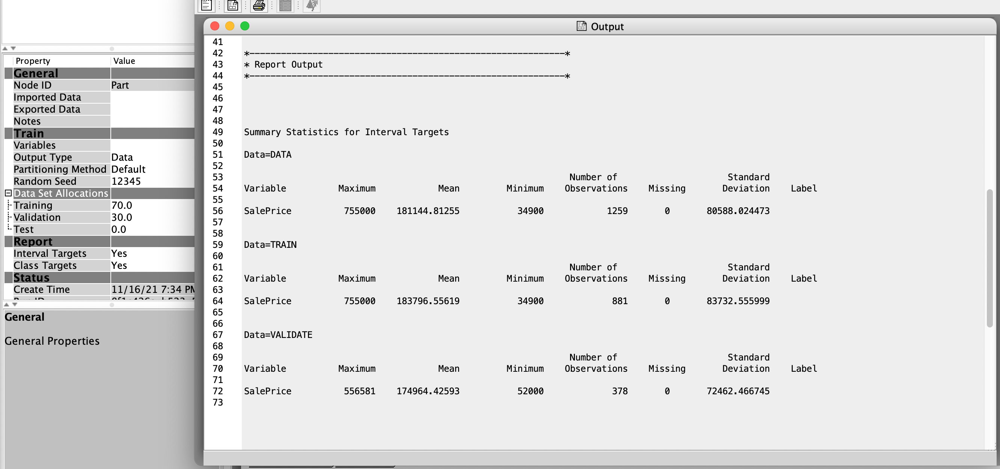 Property Value
General
Node ID Part
Imported Data
Exported Data
Notes
Train
Variables
Output Type Data
Partitioning Method Default
Random Seed 12345
Data Set Allocations
Training 70.0
Validation 30.0
Test 0.0
Report
Interval Targets Yes
Class Targets Yes
Status
Create Time 11/16/21 7:34 PM
General
General Properties
Output
41
42 *------------------------------------------------------------*
43 * Report Output
44 *------------------------------------------------------------*
45
46
47
48
49 Summary Statistics for Interval Targets
50
51 Data=DATA
52
53 Number of Standard
54 Variable Maximum Mean Minimum Observations Missing Deviation Label
55
56 SalePrice 755000 181144.81255 34900 1259 0 80588.024473
57
58
59 Data=TRAIN
60
61 Number of Standard
62 Variable Maximum Mean Minimum Observations Missing Deviation Label
63
64 SalePrice 755000 183796.55619 34900 881 0 83732.555999
65
66
67 Data=VALIDATE
68
69 Number of Standard
70 Variable Maximum Mean Minimum Observations Missing Deviation Label
71
72 SalePrice 556581 174964.42593 52000 378 0 72462.466745
73